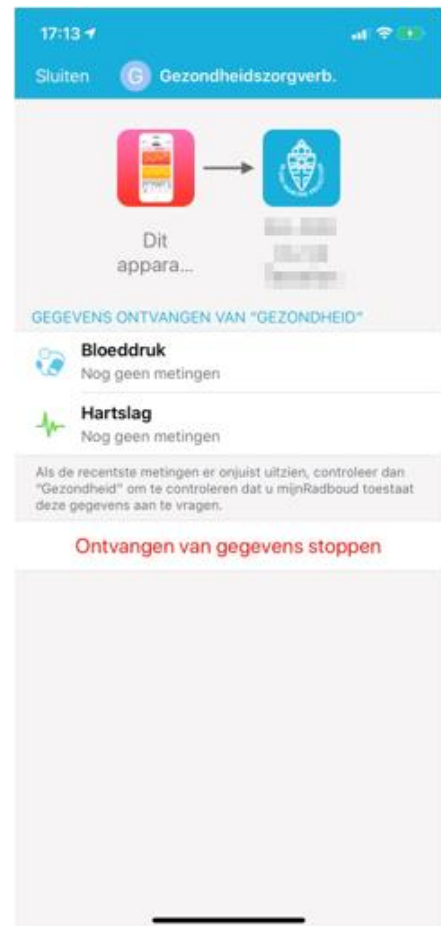 17:13
Sluiten G Gezondheidszorgverb.
Dit
appara...
GEGEVENS ONTVANGEN VAN "GEZONDHEID"
Bloeddruk
Nog geen metingen
Hartslag
Nog geen metingen
Als de recentste metingen er onjuist uitzien, controleer dan
"Gezondheid" om te controleren dat u mijnRadboud toestaat
deze gegevens aan te vragen.
Ontvangen van gegevens stoppen